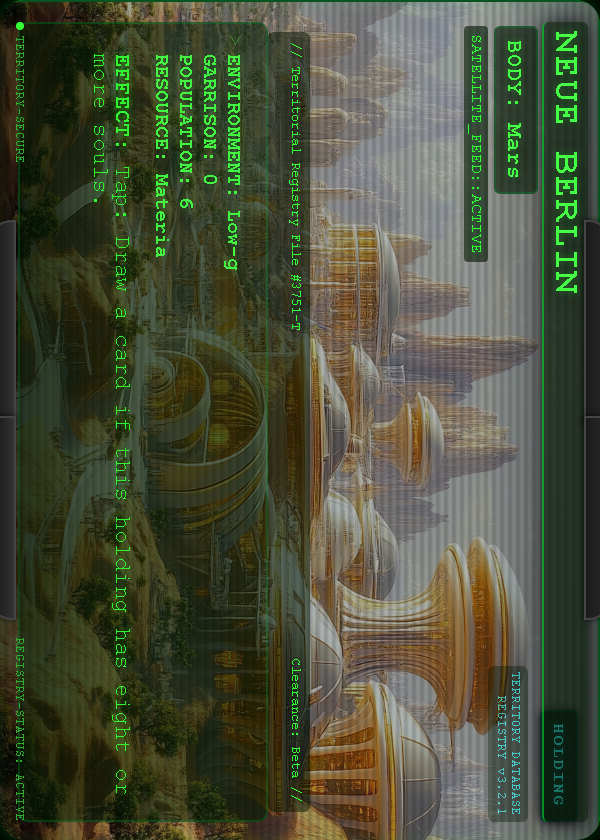 NEUE BERLIN
HOLDING
BODY: Mars
TERRITORY DATABASE
REGISTRY v3.2.1
SATELLITE_FEED::ACTIVE
// Territorial Registry File #3751-T
Clearance: Beta //
> ENVIRONMENT: Low-g
GARRISON: 0
POPULATION: 6
RESOURCE: Materia
EFFECT: Tap: Draw a card if this holding has eight or
more souls.
TERRITORY-SECURE
REGISTRY-STATUS: ACTIVE